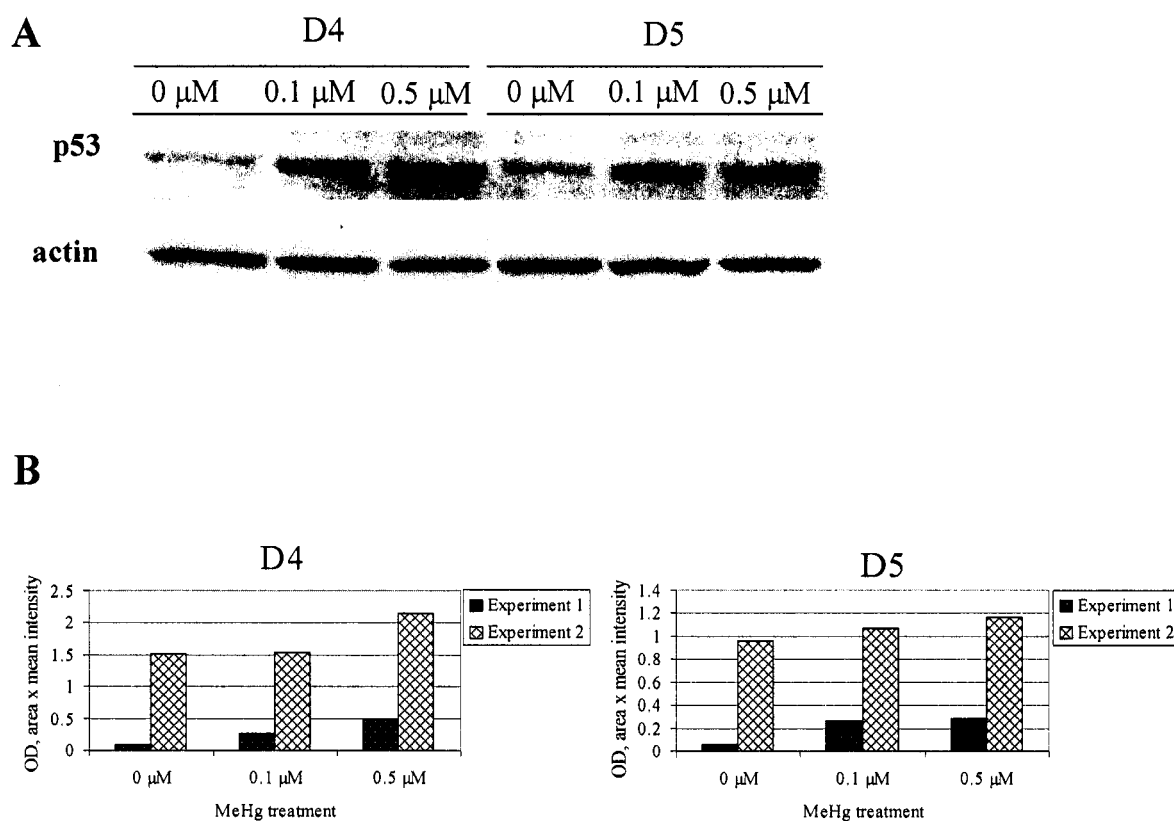 A
D4 D5
0 μM 0.1 μM 0.5 μM 0 μM 0.1 μM 0.5 μM
p53
actin
B
D4
OD, area x mean intensity
2.5
2
1.5
1
0.5
0
0 μM 0.1 μM 0.5 μM
MeHg treatment
Experiment 1
Experiment 2
D5
OD, area x mean intensity
1.4
1.2
1
0.8
0.6
0.4
0.2
0
0 μM 0.1 μM 0.5 μM
MeHg treatment
Experiment 1
Experiment 2